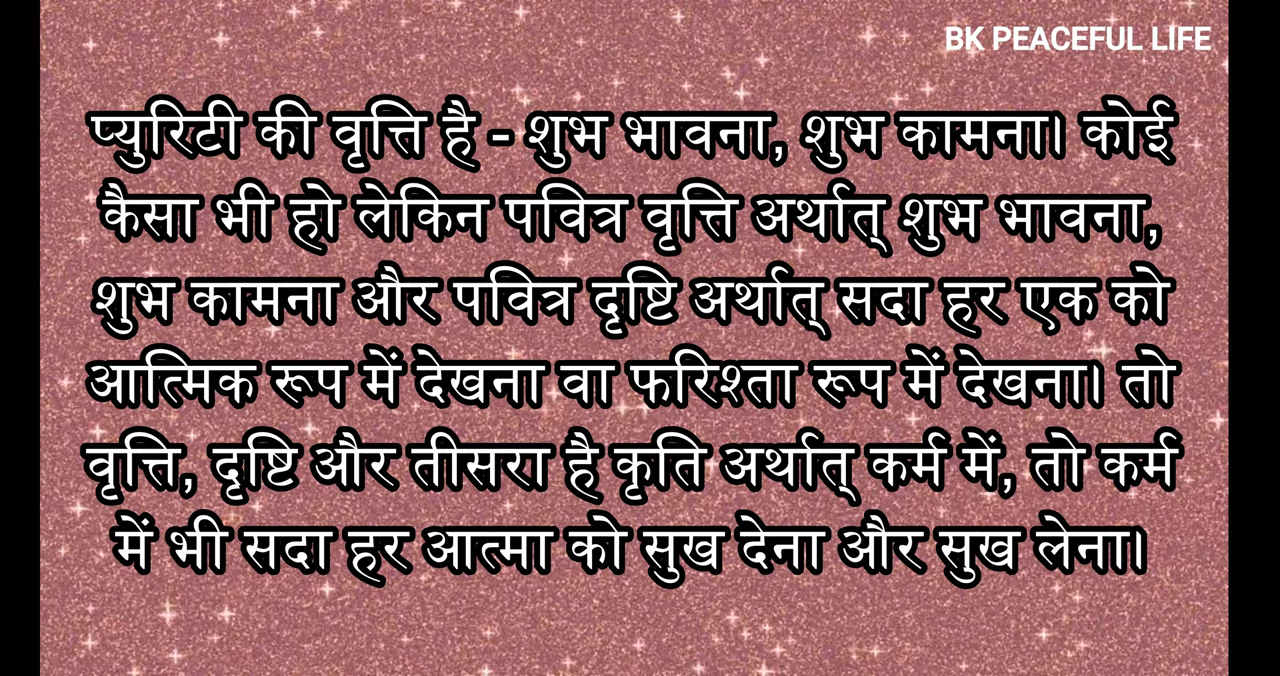 BK PEACEFUL LIFE
प्युरिटी की वृत्ति है - शुभ भावना, शुभ कामना। कोई
कैसा भी हो लेकिन पवित्र वृत्ति अर्थात् शुभ भावना,
शुभ कामना और पवित्र दृष्टि अर्थात् सदा हर एक को
आत्मिक रूप में देखना वा फरिश्ता रूप में देखना। तो
वृत्ति, दृष्टि और तीसरा है कृति अर्थात् कर्म में, तो कर्म
में भी सदा हर आत्मा को सुख देना और सुख लेना।